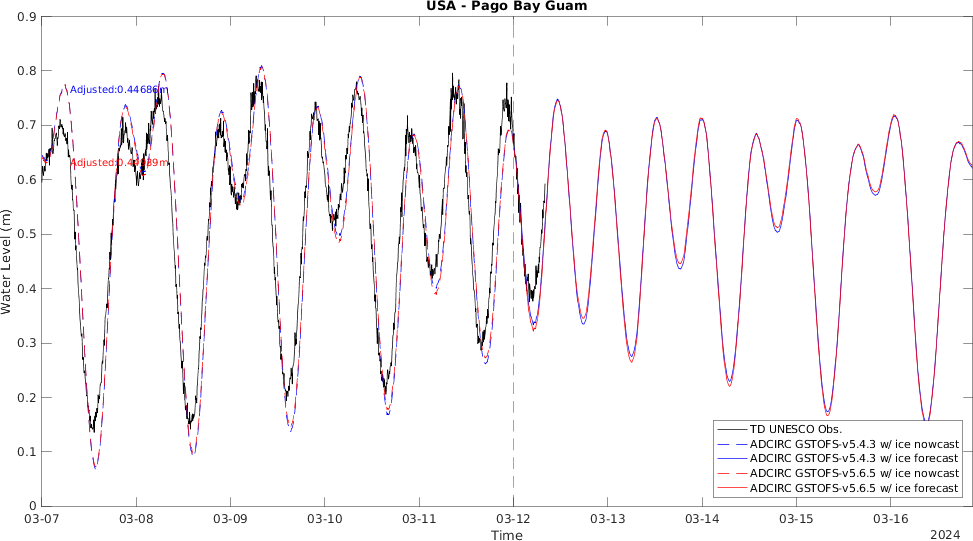 USA - Pago Bay Guam
0.9
0.8
0.7
0.6
0.5
0.4
0.3
0.2
0.1
0
Water Level (m)
Adjusted:0.44686m
03-07
03-08
03-09
03-10
03-11
03-12
03-13
03-14
03-15
03-16
Time
2024
TD UNESCO Obs.
ADCIRC GSTOFS-v5.4.3 w/ ice nowcast
ADCIRC GSTOFS-v5.4.3 w/ ice forecast
ADCIRC GSTOFS-v5.6.5 w/ ice nowcast
ADCIRC GSTOFS-v5.6.5 w/ ice forecast